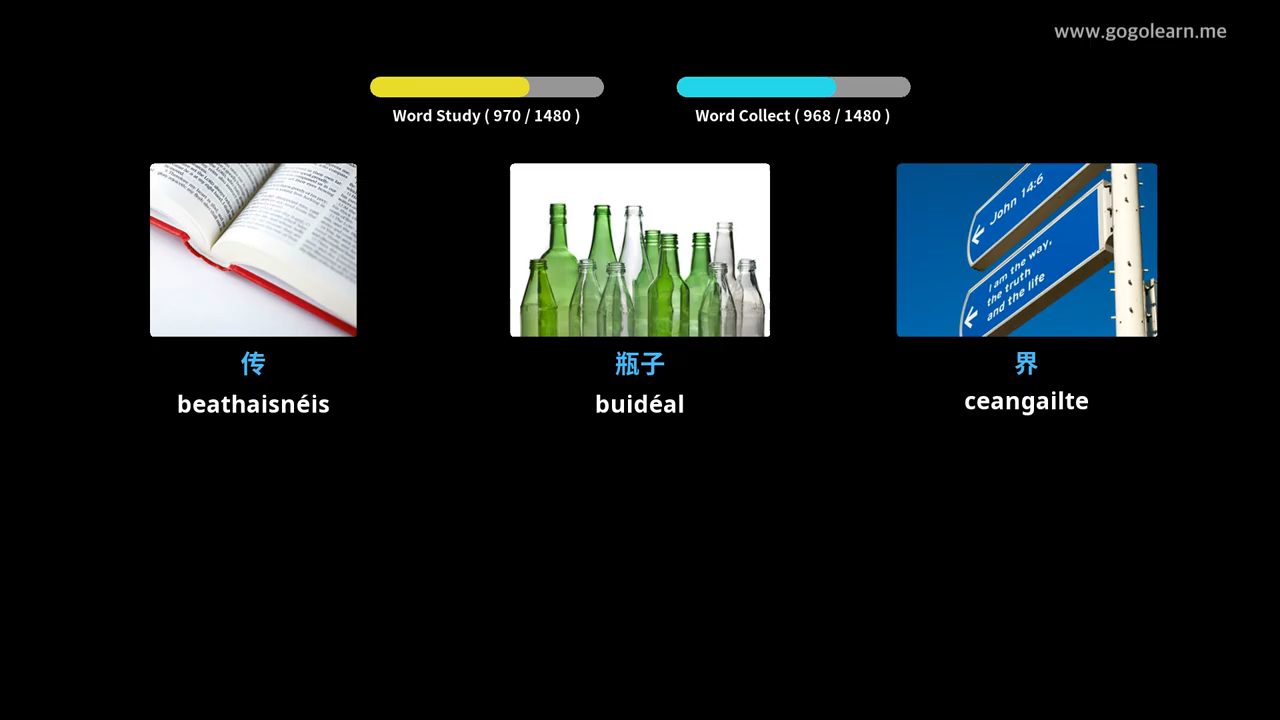 www.gogolearn.me
Word Study ( 970 / 1480 )
Word Collect ( 968 / 1480 )
John 14:6
I am the way,
the truth
and the life
传
beathaisnéis
瓶子
buidéal
界
ceangailte